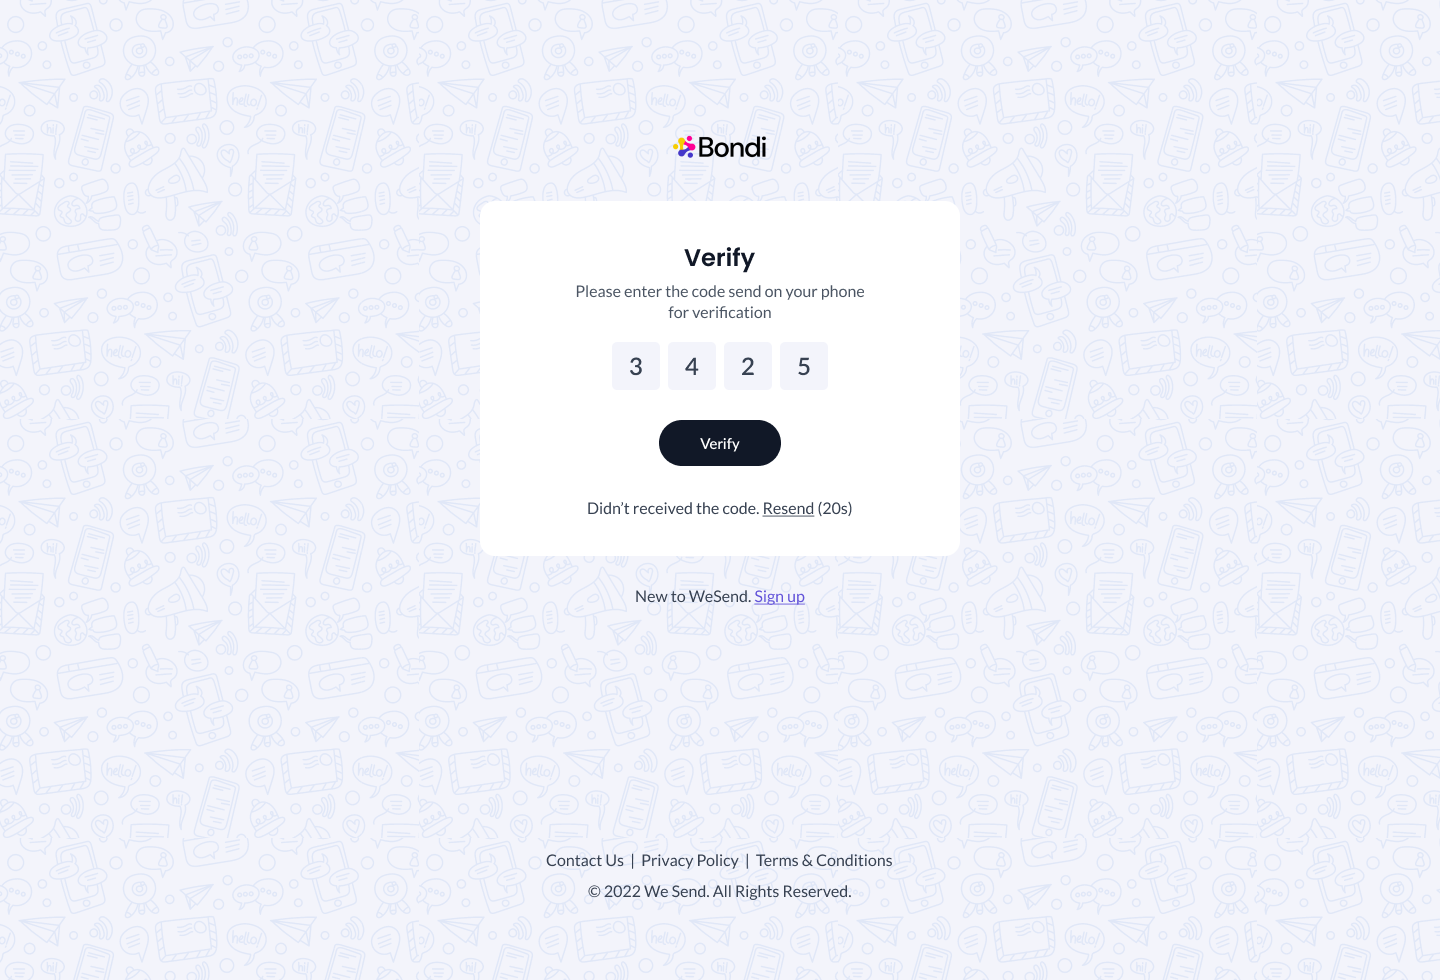 Bondi
Verify
Please enter the code send on your phone
for verification
3 4 2 5
Verify
Didn’t received the code. Resend (20s)
New to WeSend. Sign up
Contact Us | Privacy Policy | Terms & Conditions
© 2022 We Send. All Rights Reserved.
hello!
hi!